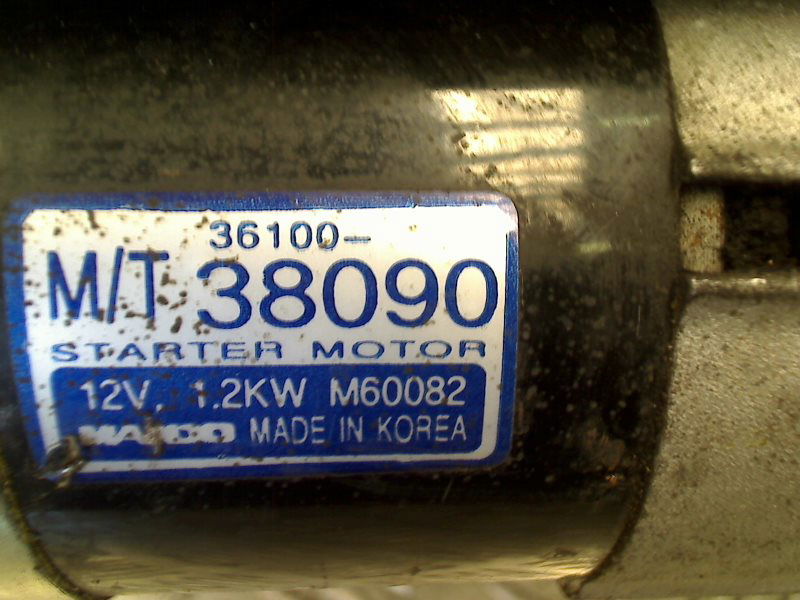 36100-
M/T 38090
STARTER MOTOR
12V, 1.2KW M60082
MADE IN KOREA